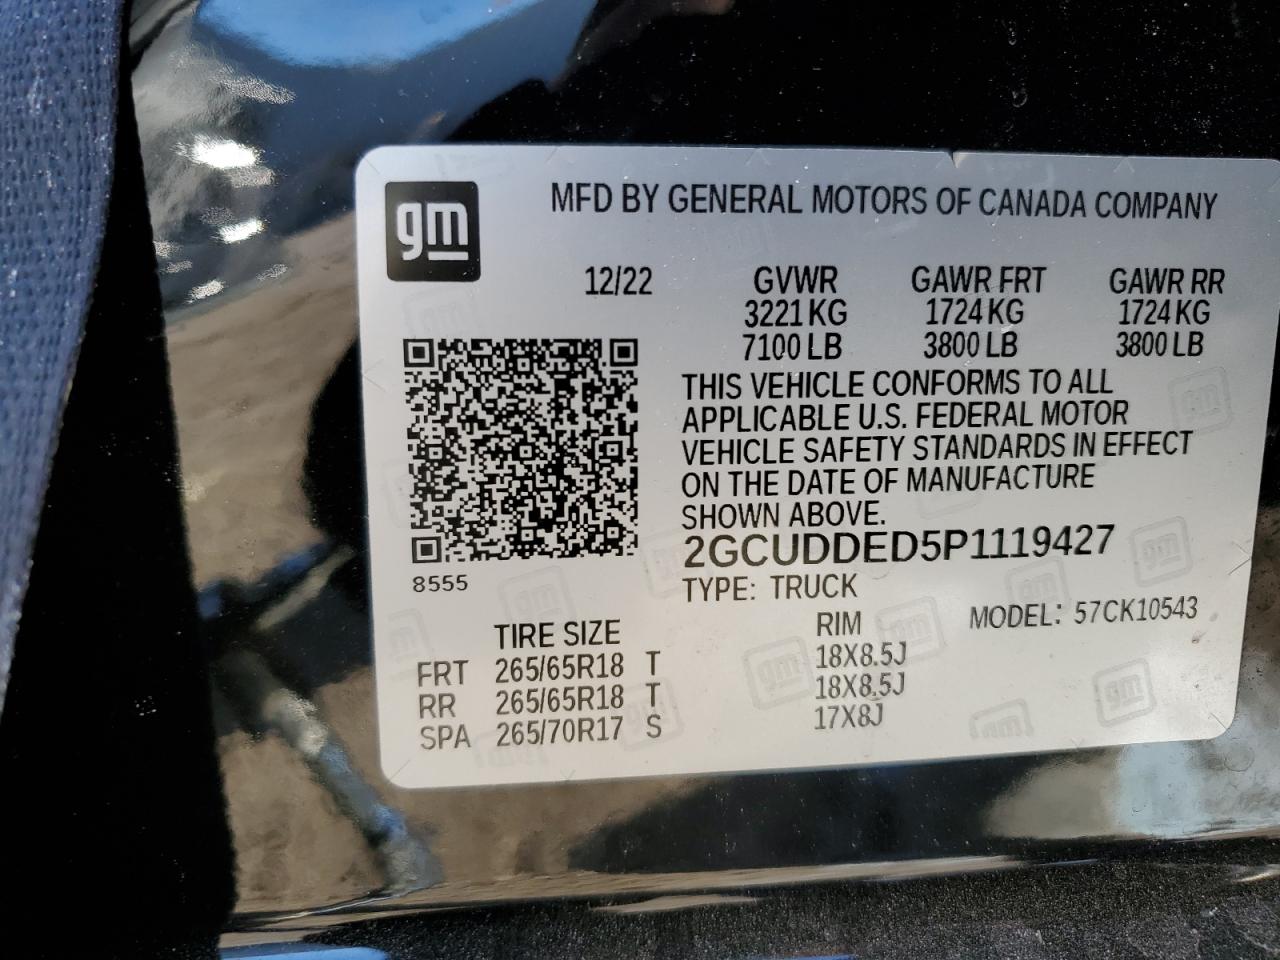 gm
MFD BY GENERAL MOTORS OF CANADA COMPANY
12/22 GVWR GAWR FRT GAWR RR
3221 KG 1724 KG 1724 KG
7100 LB 3800 LB 3800 LB
THIS VEHICLE CONFORMS TO ALL
APPLICABLE U.S. FEDERAL MOTOR
VEHICLE SAFETY STANDARDS IN EFFECT
ON THE DATE OF MANUFACTURE
SHOWN ABOVE.
2GCUDDED5P1119427
8555
TYPE: TRUCK
MODEL: 57CK10543
TIRE SIZE RIM
FRT 265/65R18 T 18X8.5J
RR 265/65R18 T 18X8.5J
SPA 265/70R17 S 17X8J